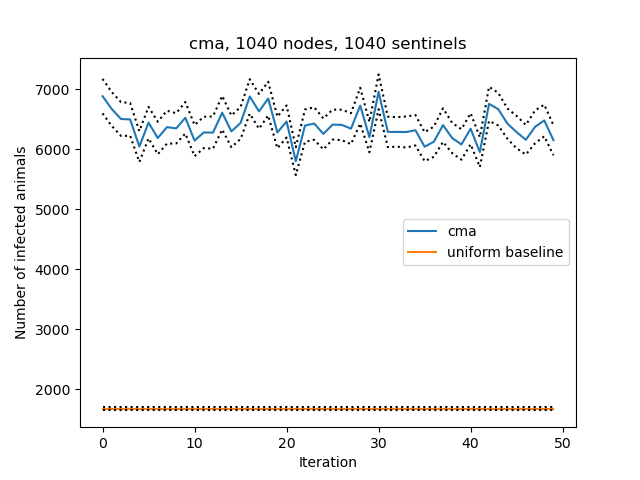 cma, 1040 nodes, 1040 sentinels
Number of infected animals
7000
6000
5000
4000
3000
2000
cma
uniform baseline
0 10 20 30 40 50
Iteration